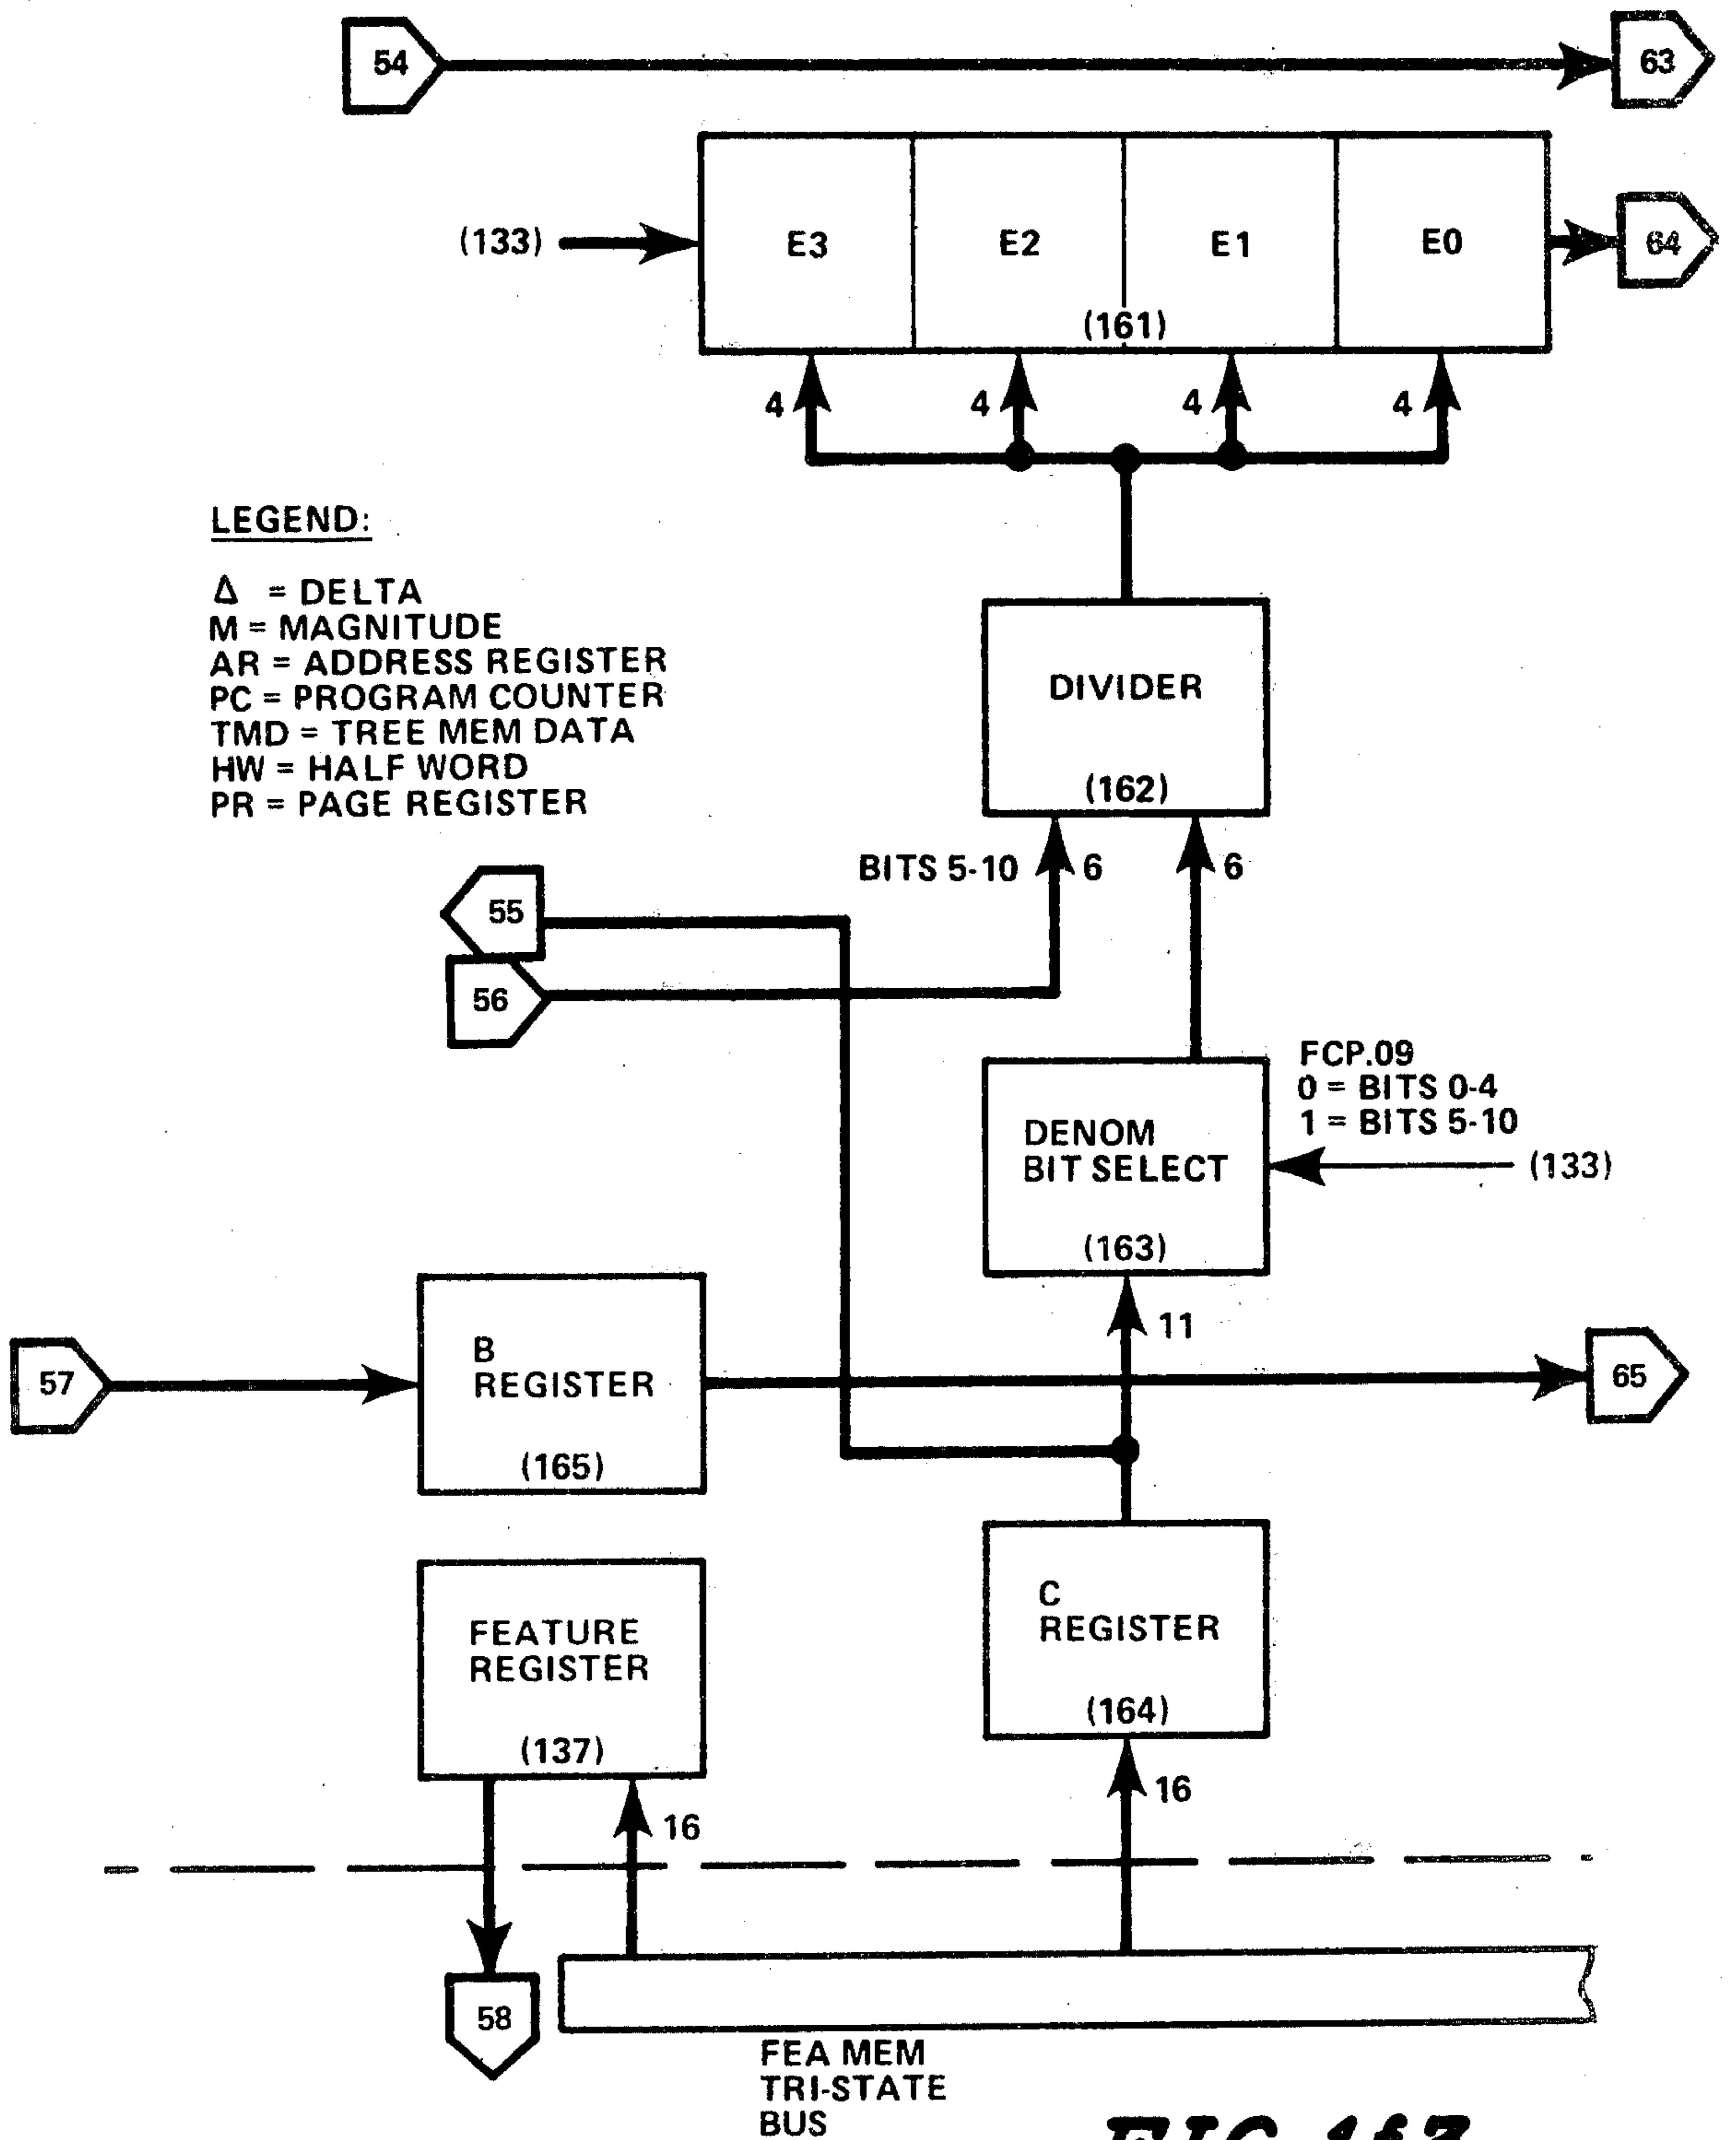 54
63
(133)
E3
E2
E1
E0
64
(161)
4
4
4
4
LEGEND:
Δ = DELTA
M = MAGNITUDE
AR = ADDRESS REGISTER
PC = PROGRAM COUNTER
TMD = TREE MEM DATA
HW = HALF WORD
PR = PAGE REGISTER
DIVIDER
(162)
BITS 5-10
6
6
55
56
FCP.09
0 = BITS 0-4
1 = BITS 5-10
DENOM
BIT SELECT
(133)
(163)
11
57
B
REGISTER
65
(165)
C
REGISTER
FEATURE
REGISTER
(164)
(137)
16
16
58
FEA MEM
TRI-STATE
BUS